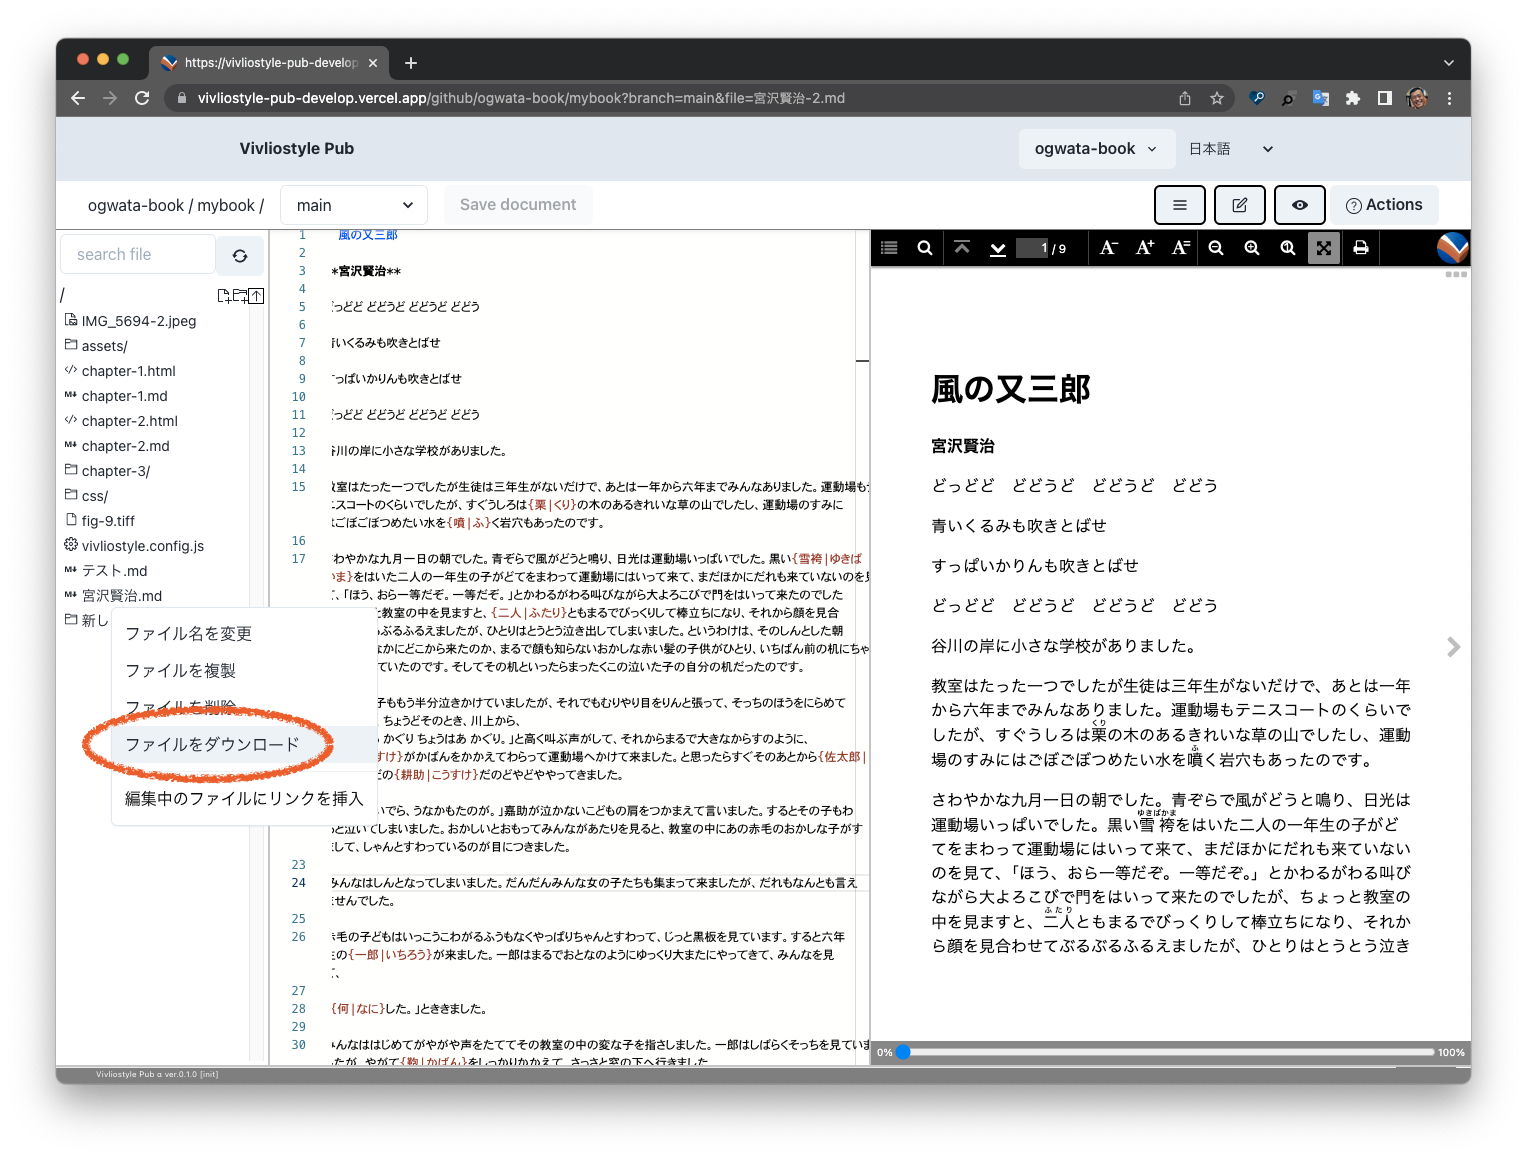 https://vivliostyle-pub-develop
vivliostyle-pub-develop.vercel.app/github/ogwata-book/mybook?branch=main&file=宮沢賢治-2.md
Vivliostyle Pub
ogwata-book
日本語
ogwata-book / mybook /
main
Save document
Actions
search file
/
IMG_5694-2.jpeg
assets/
chapter-1.html
chapter-1.md
chapter-2.html
chapter-2.md
chapter-3/
css/
fig-9.tiff
vivliostyle.config.js
テスト.md
宮沢賢治.md
新し
ファイル名を変更
ファイルを複製
ファイルを削除
ファイルをダウンロード
編集中のファイルにリンクを挿入
1 風の又三郎
2
3 *宮沢賢治**
4
5 っどど どどうど どどうど どどう
6
7 いくるみも吹きとばせ
8
9 っぱいかりんも吹きとばせ
10
11 っどど どどうど どどうど どどう
12
13 谷川の岸に小さな学校がありました。
14
15 教室はたった一つでしたが生徒は三年生がないだけで、あとは一年から六年までみんなありました。運動場も
ニスコートのくらいでしたが、すぐうしろは{栗|くり}の木のあるきれいな草の山でしたし、運動場のすみに
はごぼごぼつめたい水を{噴|ふ}く岩穴もあったのです。
16
17 わやかな九月一日の朝でした。青ぞらで風がどうと鳴り、日光は運動場いっぱいでした。黒い{雪袴|ゆきば
かま}をはいた二人の一年生の子がどてをまわって運動場にはいって来て、まだほかにだれも来ていないのを見
、「ほう、おら一等だぞ。一等だぞ。」とかわるがわる叫びながら大よろこびで門をはいって来たのでした
と教室の中を見ますと、{二人|ふたり}ともまるでびっくりして棒立ちになり、それから顔を見合
るぶるふるえましたが、ひとりはとうとう泣き出してしまいました。というわけは、そのしんとした朝
なかにどこから来たのか、まるで顔も知らないおかしな赤い髪の子供がひとり、いちばん前の机にちゃ
ていたのです。そしてその机といったらまったくこの泣いた子の自分の机だったのです。
子ももう半分泣きかけていましたが、それでもむりやり目をりんと張って、そっちのほうをにらめて
、ちょうどそのとき、川上から、
かぐり ちょうはあ かぐり。」と高く叫ぶ声がして、それからまるで大きなからすのように、
すけ}がかばんをかかえてわらって運動場へかけて来ました。と思ったらすぐそのあとから{佐太郎|
だの{耕助|こうすけ}だのどやどややってきました。
いでら、うなかもたのが。」嘉助が泣かないこどもの肩をつかまえて言いました。するとその子もわ
と泣いてしまいました。おかしいとおもってみんながあたりを見ると、教室の中にあの赤毛のおかしな子がす
して、しゃんとすわっているのが目につきました。
23
24 みんなはしんとなってしまいました。だんだんみんな女の子たちも集まって来ましたが、だれもなんとも言え
ませんでした。
25
26 赤毛の子どもはいっこうこわがるふうもなくやっぱりちゃんとすわって、じっと黒板を見ています。すると六年
生の{一郎|いちろう}が来ました。一郎はまるでおとなのようにゆっくり大またにやってきて、みんなを見
、
27
28 {何|なに}した。」とききました。
29
30 みんなははじめてがやがや声をたててその教室の中の変な子を指さしました。一郎はしばらくそっちを見てい
たが、やがて{鞄|かばん}をしっかりかかえて、さっさと窓の下へ行きました
1 / 9
風の又三郎
宮沢賢治
どっどど　どどうど　どどうど　どどう
青いくるみも吹きとばせ
すっぱいかりんも吹きとばせ
どっどど　どどうど　どどうど　どどう
谷川の岸に小さな学校がありました。
教室はたった一つでしたが生徒は三年生がないだけで、あとは一年
から六年までみんなありました。運動場もテニスコートのくらいで
くり
したが、すぐうしろは栗の木のあるきれいな草の山でしたし、運動
ふ
場のすみにはごぼごぼつめたい水を噴く岩穴もあったのです。
さわやかな九月一日の朝でした。青ぞらで風がどうと鳴り、日光は
ゆきばかま
運動場いっぱいでした。黒い雪袴をはいた二人の一年生の子がど
てをまわって運動場にはいって来て、まだほかにだれも来ていない
のを見て、「ほう、おら一等だぞ。一等だぞ。」とかわるがわる叫び
ながら大よろこびで門をはいって来たのでしたが、ちょっと教室の
ふたり
中を見ますと、二人ともまるでびっくりして棒立ちになり、それか
ら顔を見合わせてぶるぶるふるえましたが、ひとりはとうとう泣き
0%
100%
Vivliostyle Pub α ver.0.1.0 [init]